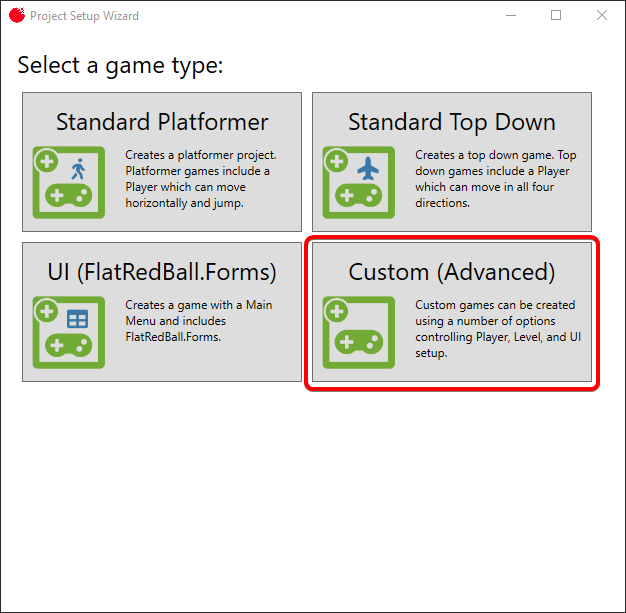 Project Setup Wizard
Select a game type:
Standard Platformer
Creates a platformer project.
Platformer games include a
Player which can move
horizontally and jump.
Standard Top Down
Creates a top down game. Top
down games include a Player
which can move in all four
directions.
UI (FlatRedBall.Forms)
Creates a game with a Main
Menu and includes
FlatRedBall.Forms.
Custom (Advanced)
Custom games can be created
using a number of options
controlling Player, Level, and UI
setup.